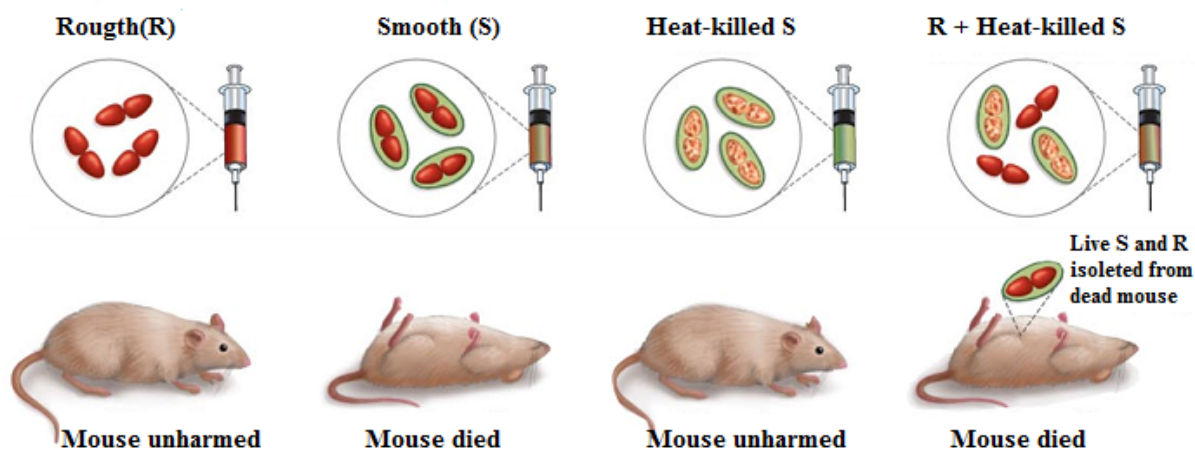 Rougth(R)
Smooth (S)
Heat-killed S
R + Heat-killed S
Live S and R
isoleted from
dead mouse
Mouse unharmed
Mouse died
Mouse unharmed
Mouse died